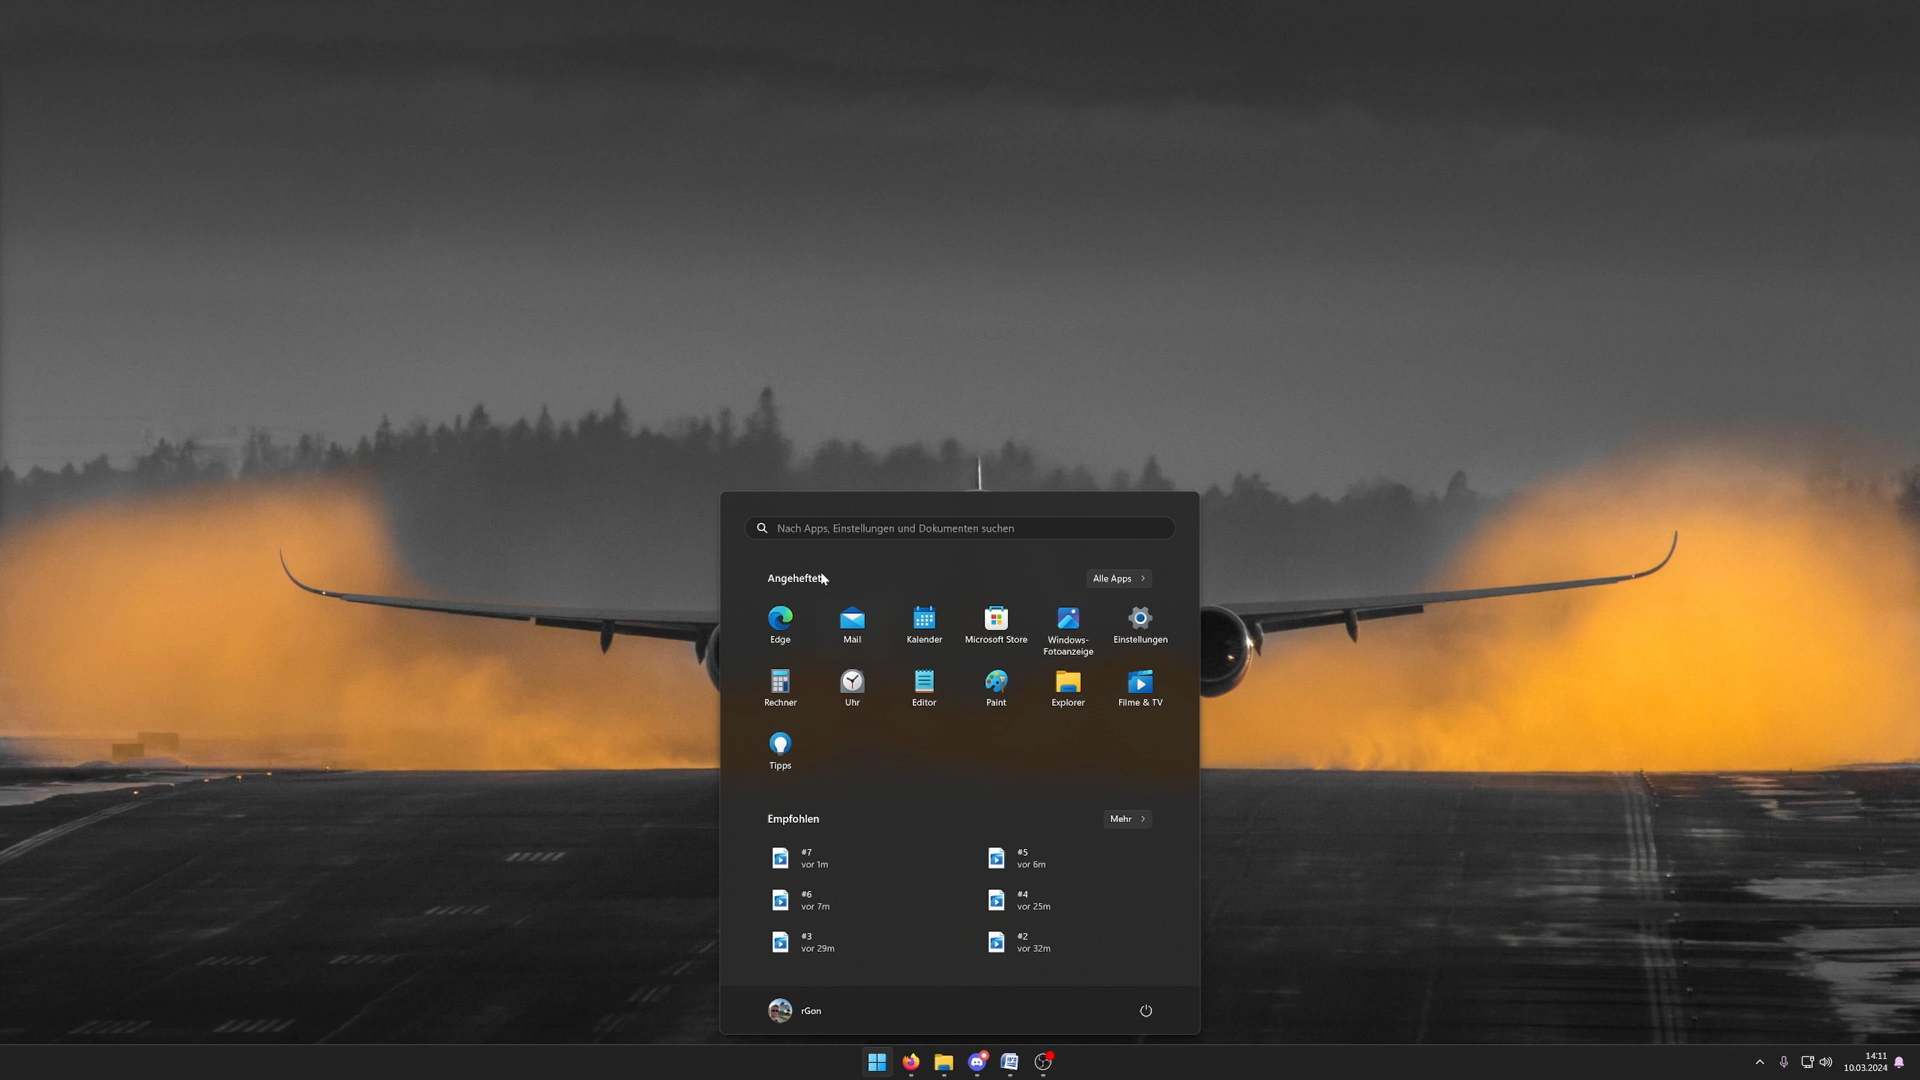 Nach Apps, Einstellungen und Dokumenten suchen
Angeheftet
Alle Apps
Edge
Mail
Kalender
Microsoft Store
Windows-
Fotoanzeige
Einstellungen
Rechner
Uhr
Editor
Paint
Explorer
Filme & TV
Tipps
Empfohlen
Mehr
#7
vor 1m
#5
vor 6m
#6
vor 7m
#4
vor 25m
#3
vor 29m
#2
vor 32m
rGon
14:11
10.03.2024